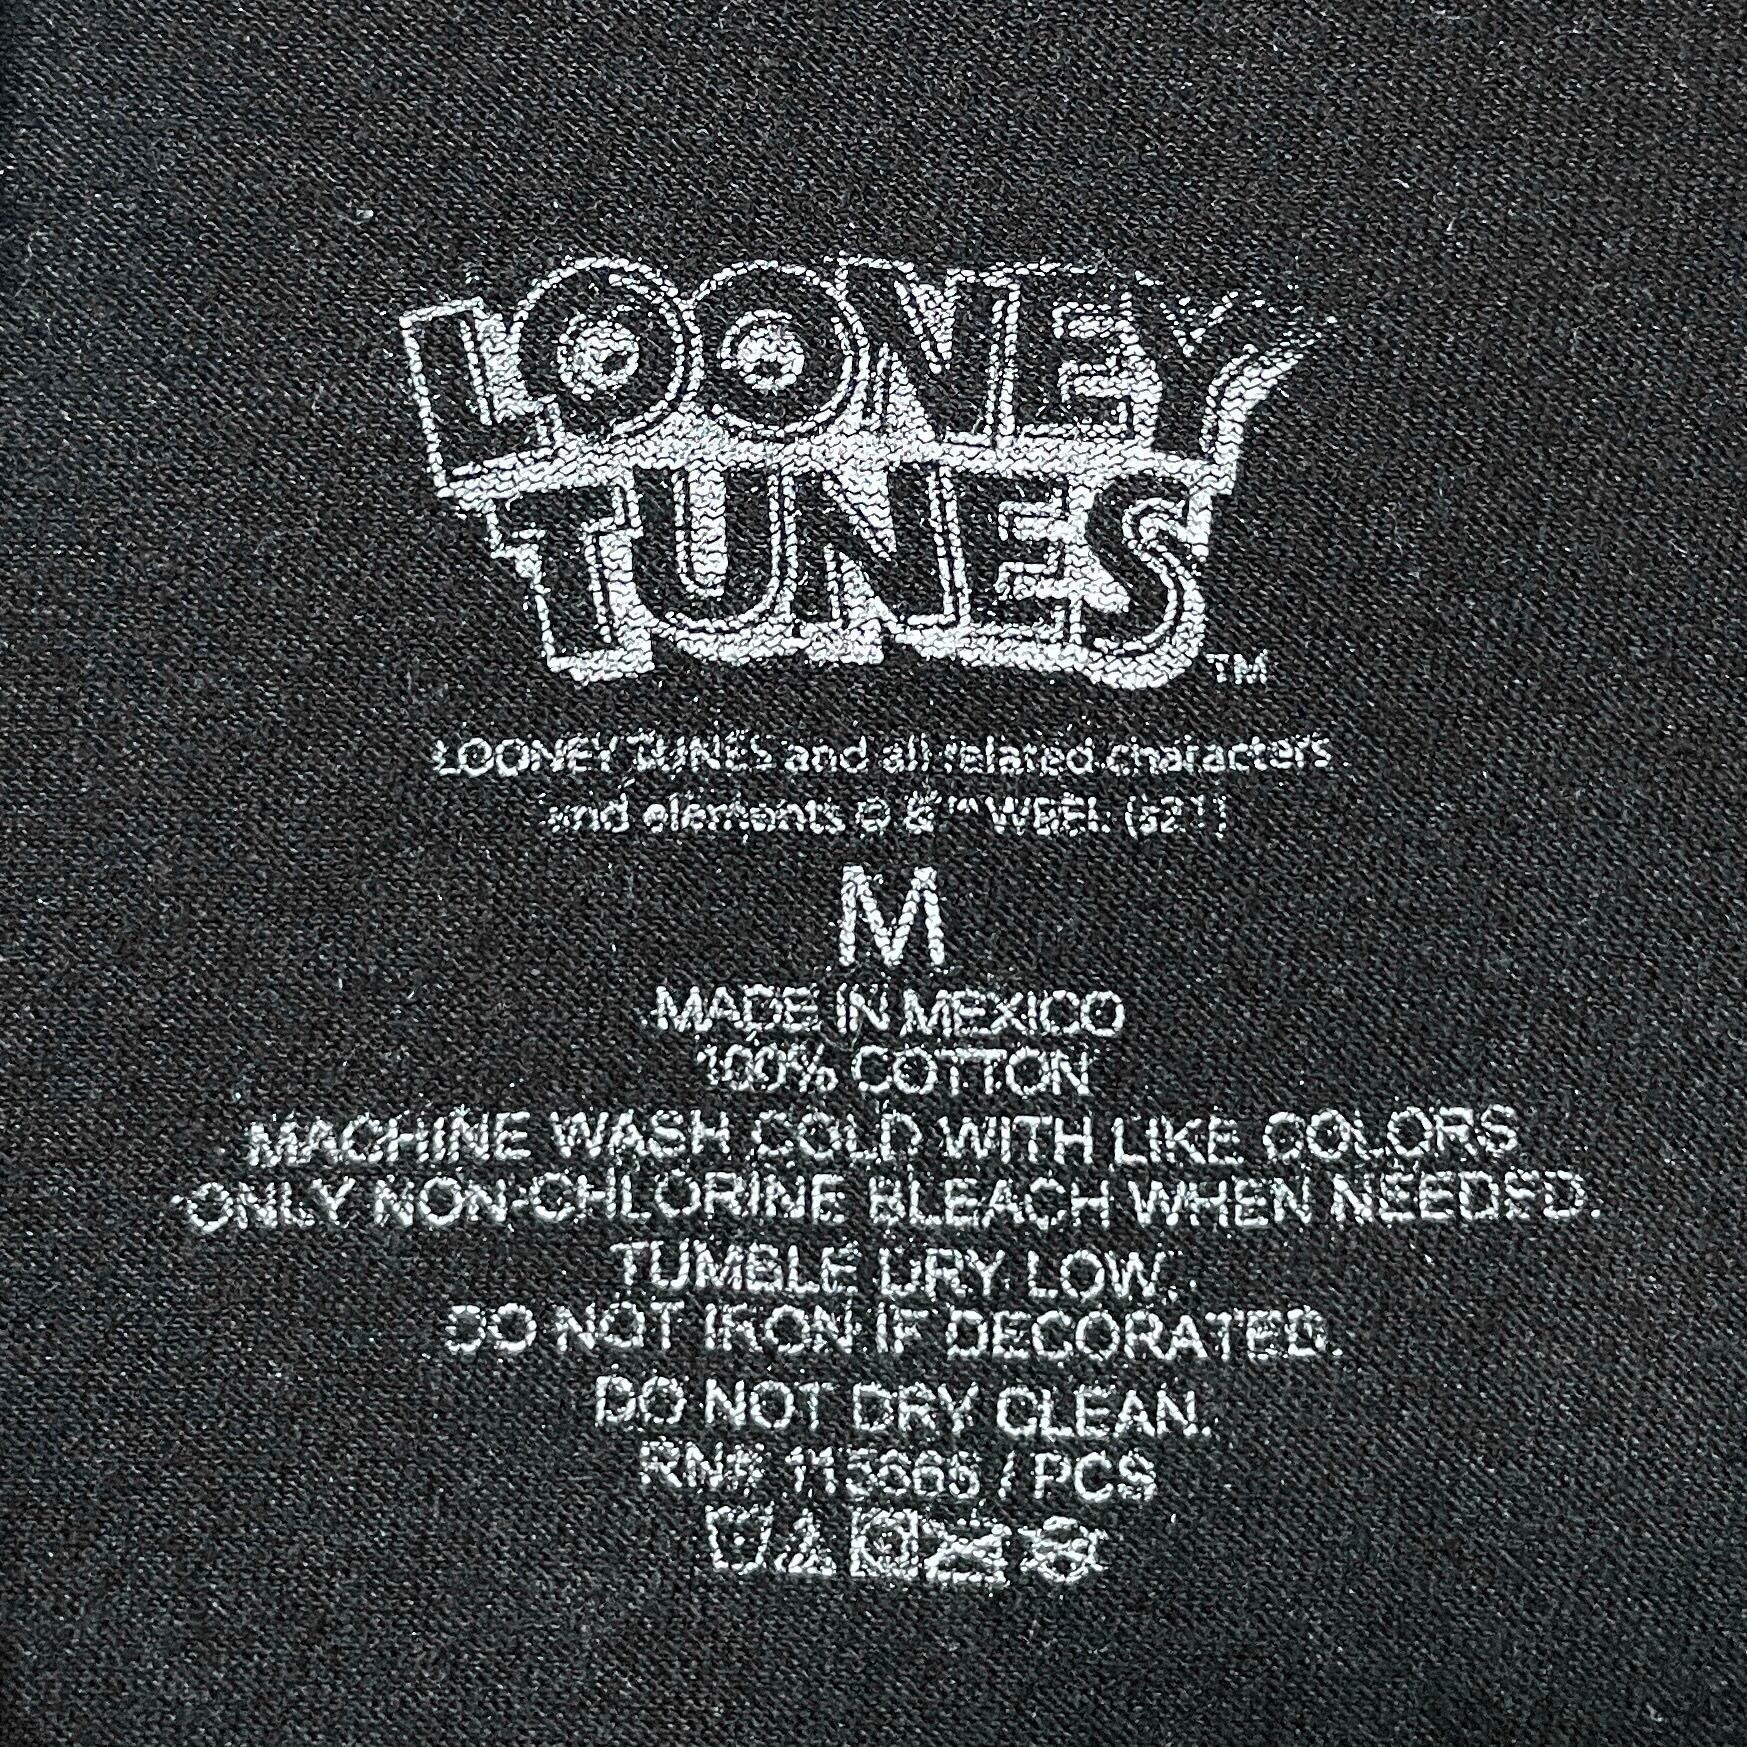 LOONEY
TUNES
TM
LOONEY TUNES and all related characters
and elements © & ™ WBEI. (s21)
M
MADE IN MEXICO
100% COTTON
MACHINE WASH COLD WITH LIKE COLORS
ONLY NON-CHLORINE BLEACH WHEN NEEDED.
TUMBLE DRY LOW.
DO NOT IRON IF DECORATED.
DO NOT DRY CLEAN.
RN# / PCS